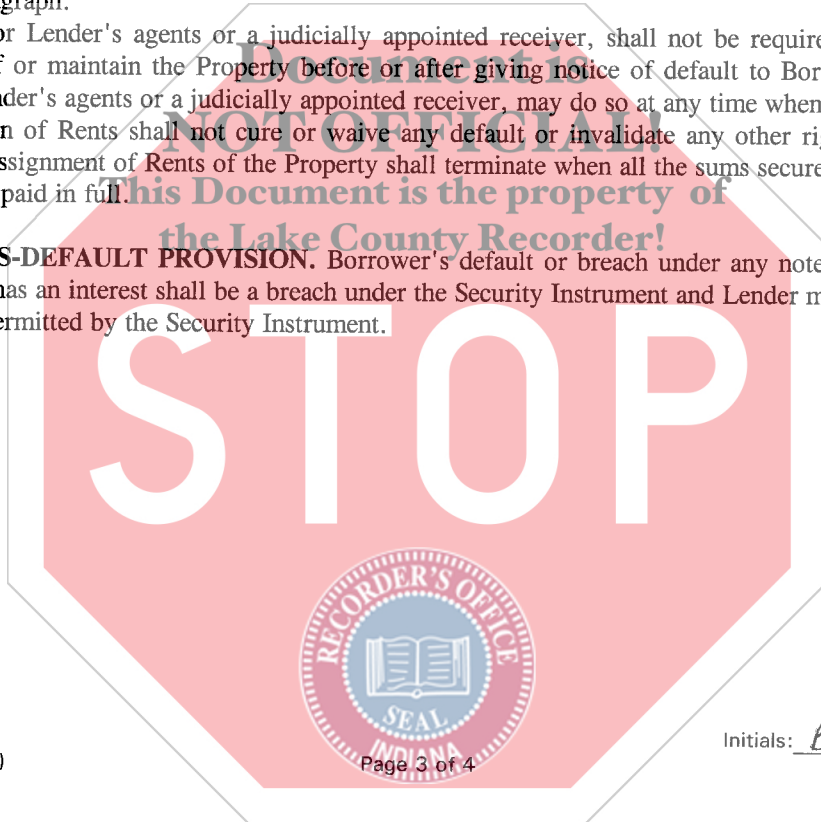 graph.
or Lender's agents or a judicially appointed receiver, shall not be require
f or maintain the Property before or after giving notice of default to Bor
der's agents or a judicially appointed receiver, may do so at any time when
n of Rents shall not cure or waive any default or invalidate any other rig
ssignment of Rents of the Property shall terminate when all the sums secure
paid in full.
S-DEFAULT PROVISION. Borrower's default or breach under any note
has an interest shall be a breach under the Security Instrument and Lender m
ermitted by the Security Instrument.
Document is
NOT OFFICIAL!
This Document is the property of
the Lake County Recorder!
STOP
RECORDER'S OFFICE
SEAL
INDIANA
Initials:
)
Page 3 of 4